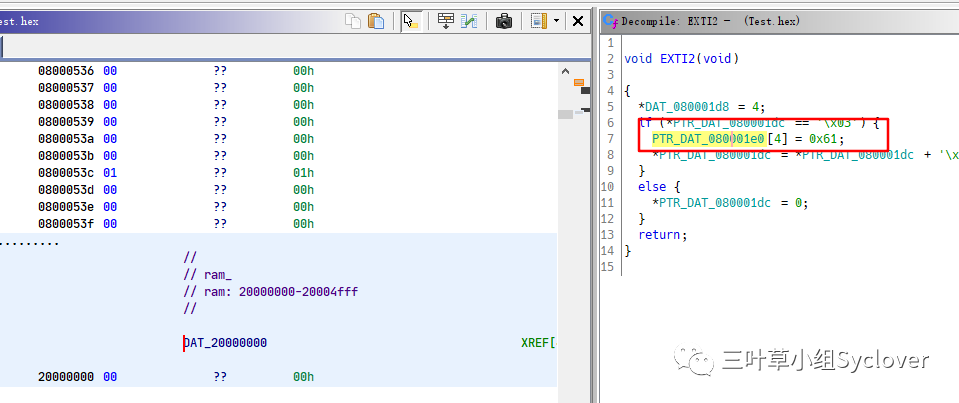 est.hex)
08000536 00 ?? 00h
08000537 00 ?? 00h
08000538 00 ?? 00h
08000539 00 ?? 00h
0800053a 00 ?? 00h
0800053b 00 ?? 00h
0800053c 01 ?? 01h
0800053d 00 ?? 00h
0800053e 00 ?? 00h
0800053f 00 ?? 00h
.........
//
// ram_
// ram: 20000000-20004fff
//
DAT_20000000 XREF[
20000000 00 ?? 00h
Decompile: EXTI2 - (Test.hex)
1
2 void EXTI2(void)
3
4 {
5 *DAT_080001d8 = 4;
6 if (*PTR_DAT_080001dc == '\x03') {
7 PTR_DAT_080001e0[4] = 0x61;
8 *PTR_DAT_080001dc = *PTR_DAT_080001dc + '\x
9 }
10 else {
11 *PTR_DAT_080001dc = 0;
12 }
13 return;
14 }
15
三叶草小组Syclover